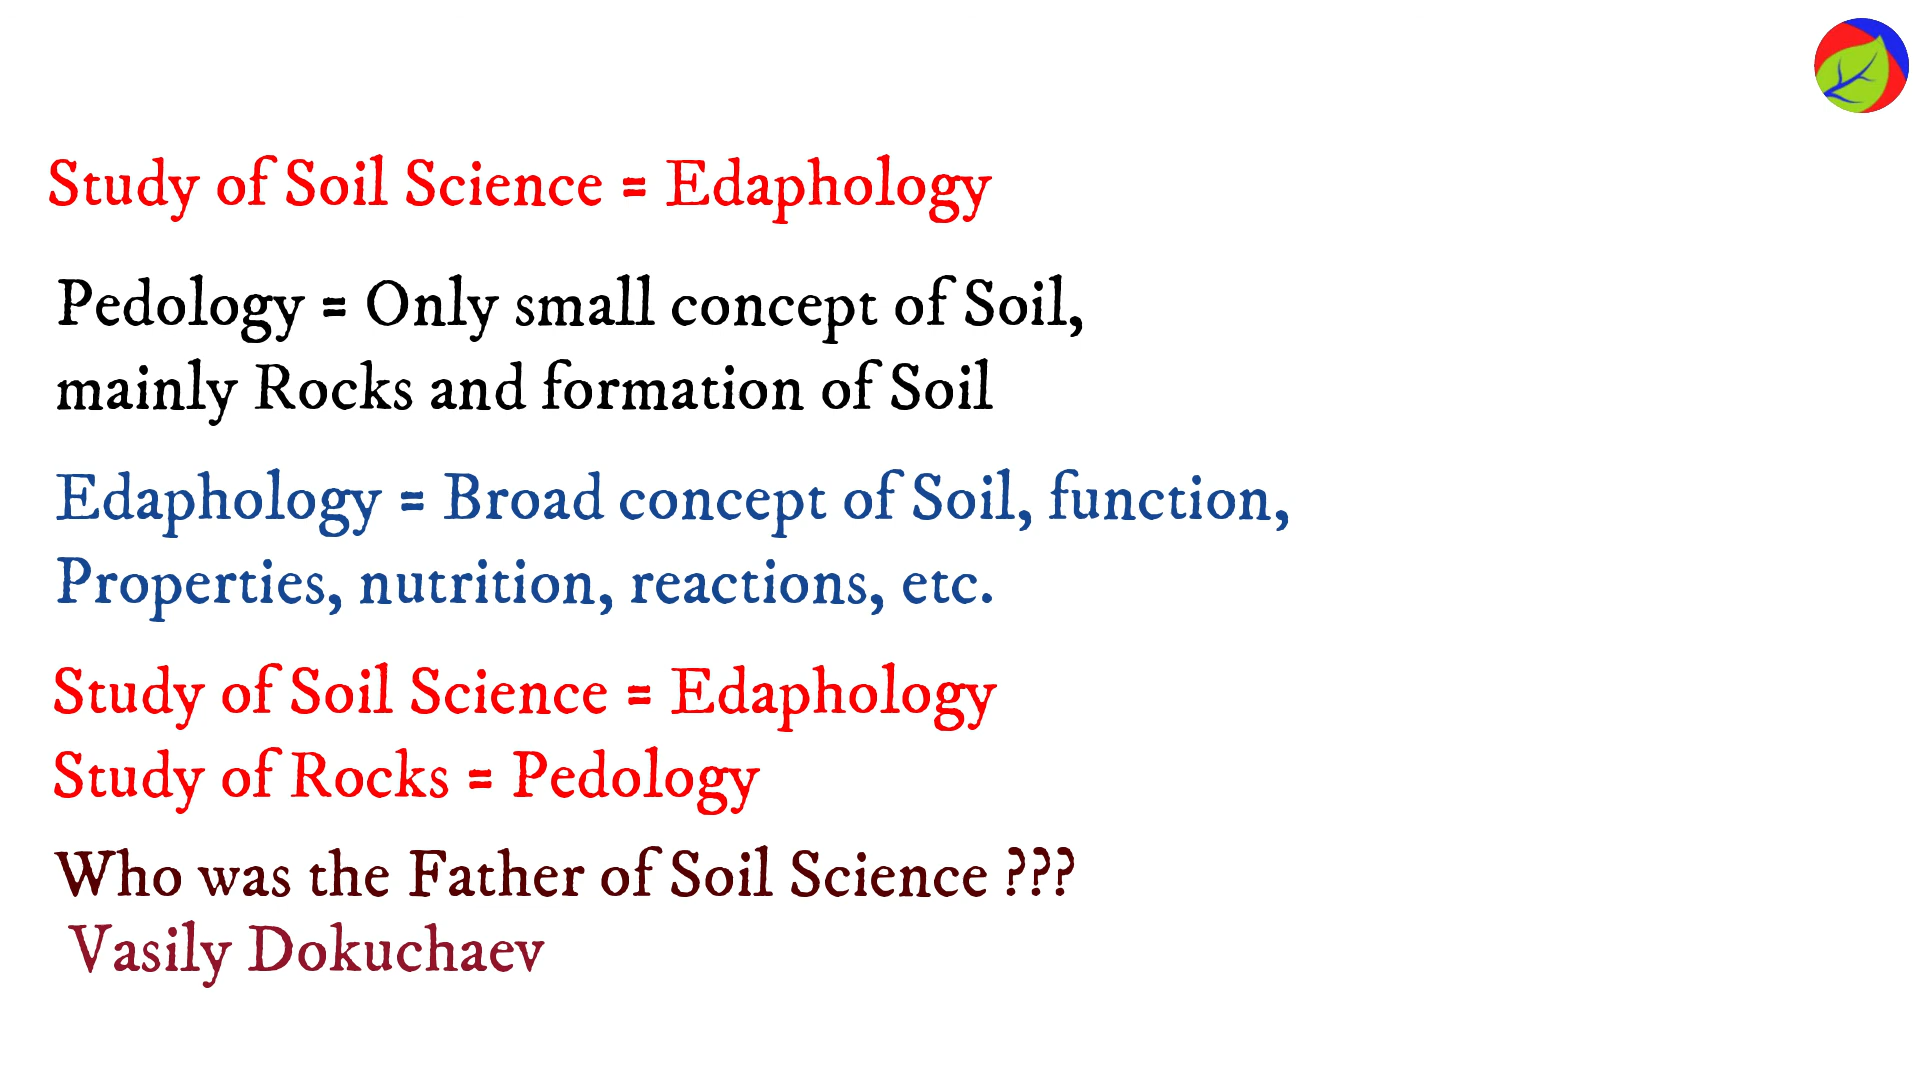 Study of Soil Science = Edaphology
Pedology = Only small concept of Soil,
mainly Rocks and formation of Soil
Edaphology = Broad concept of Soil, function,
Properties, nutrition, reactions, etc.
Study of Soil Science = Edaphology
Study of Rocks = Pedology
Who was the Father of Soil Science ???
Vasily Dokuchaev